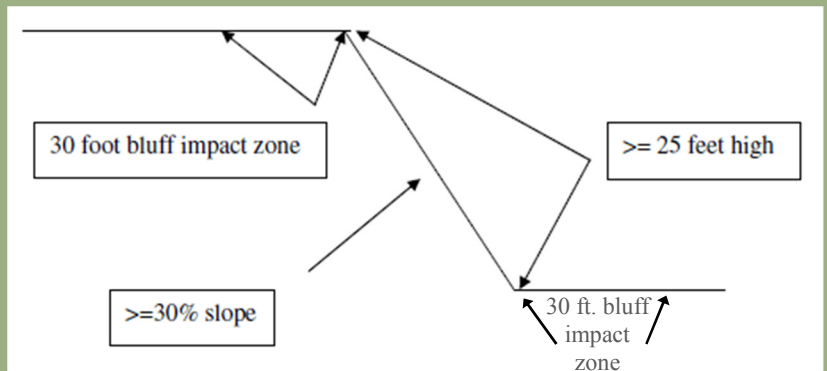 30 foot bluff impact zone
>= 25 feet high
>=30% slope
30 ft. bluff
impact
zone